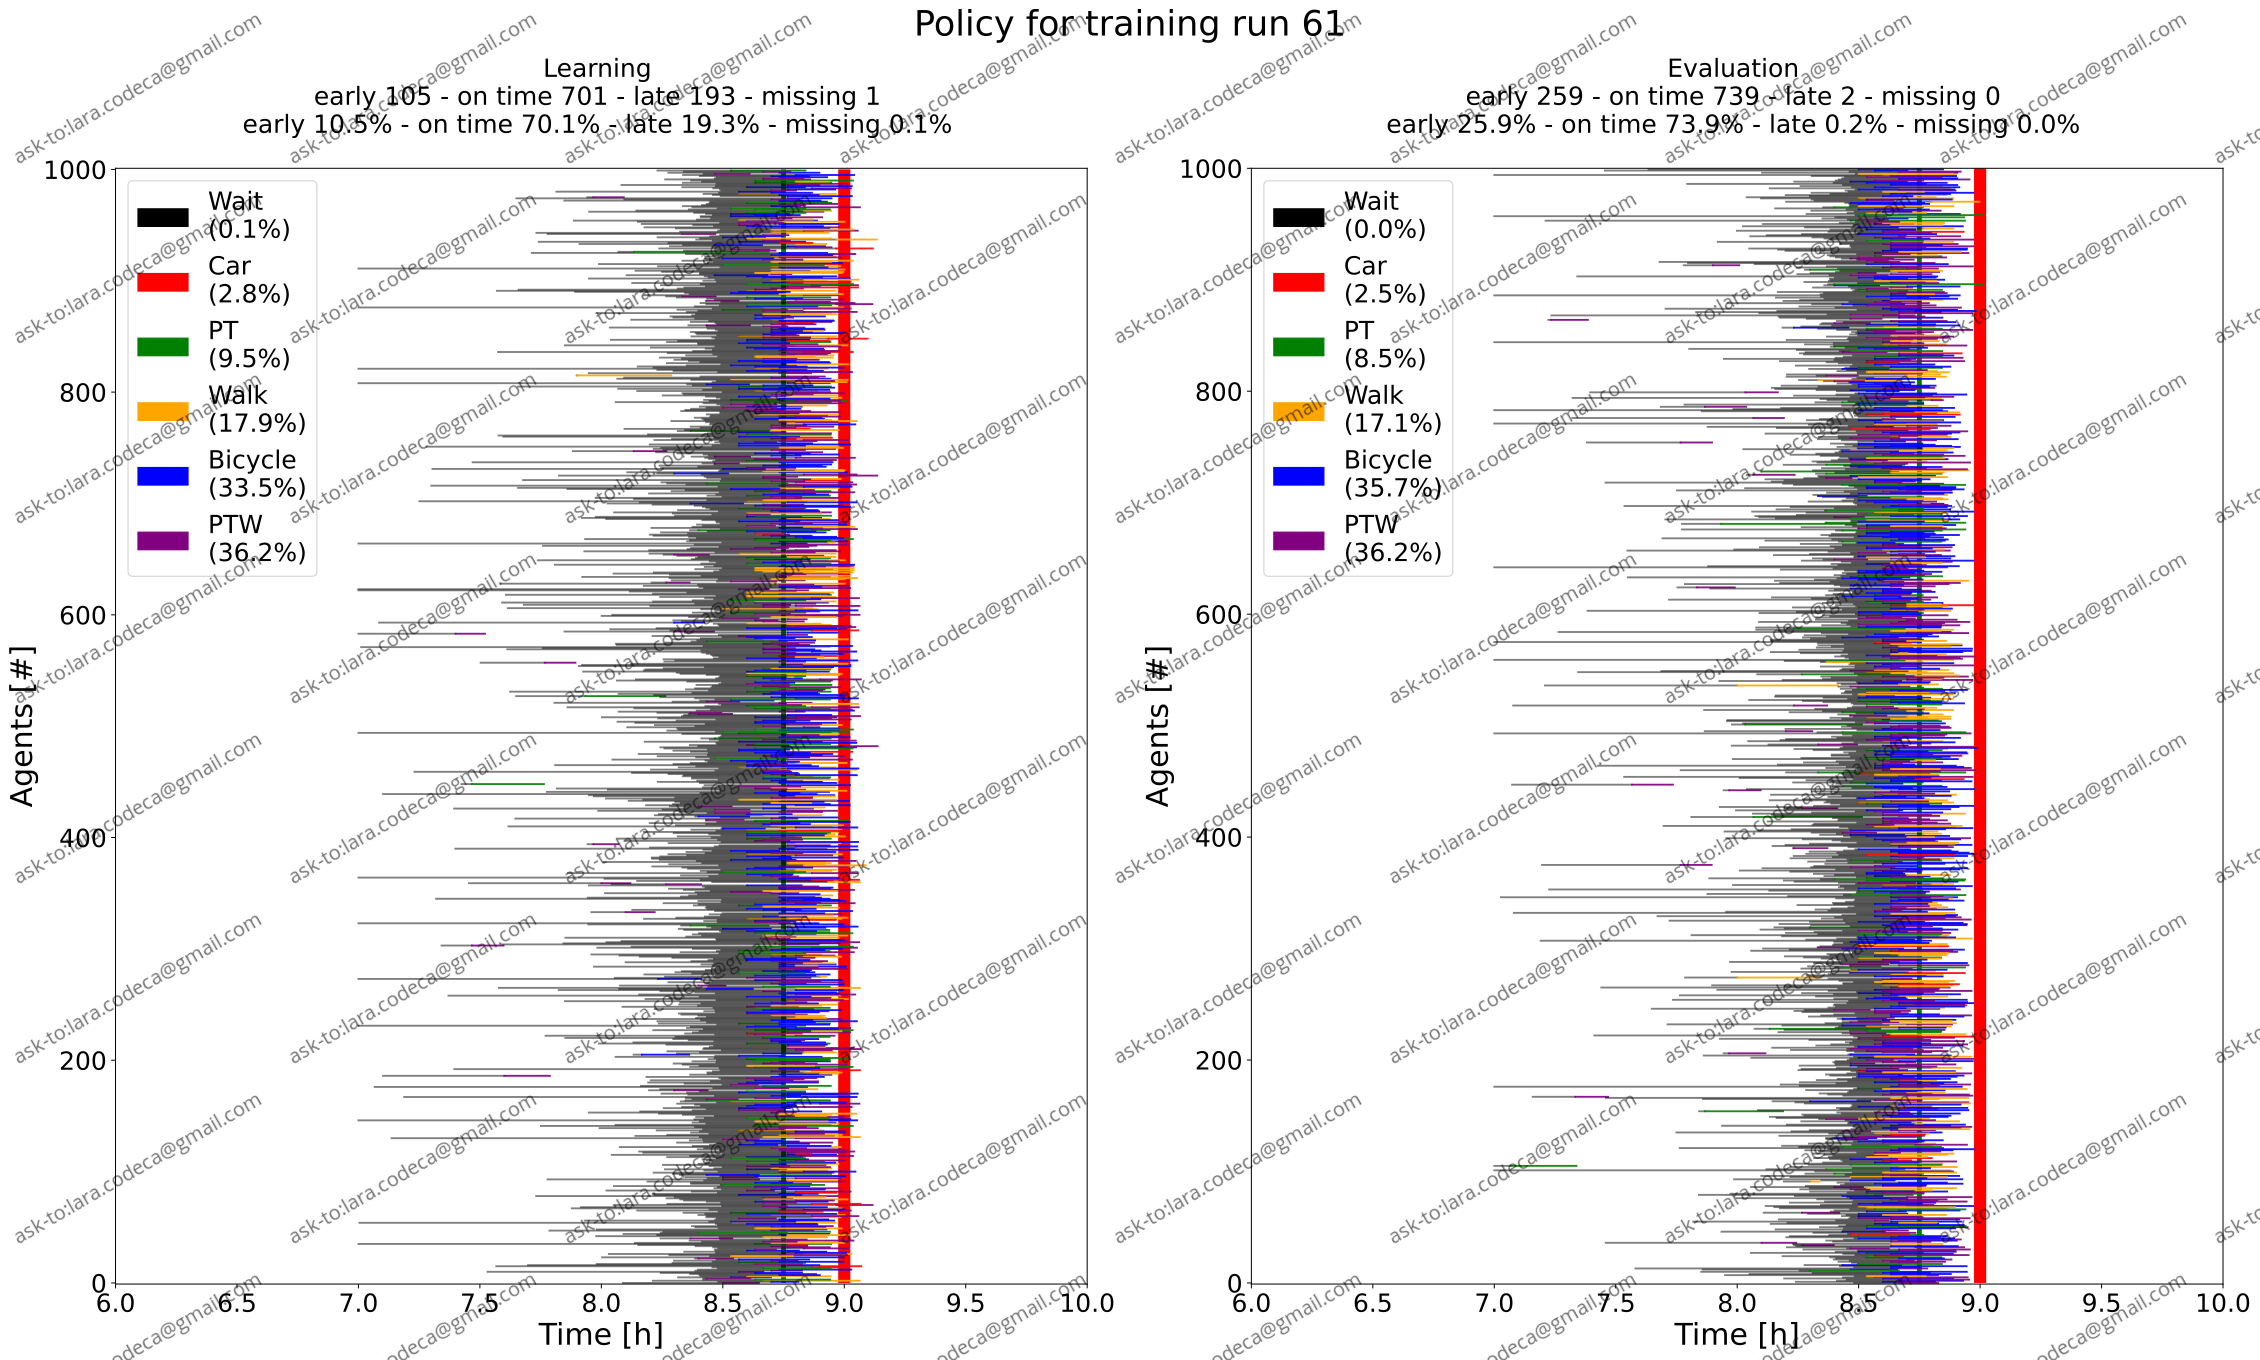 Policy for training run 61
Learning
early 105 - on time 701 - late 193 - missing 1
early 10.5% - on time 70.1% - late 19.3% - missing 0.1%
Evaluation
early 259 - on time 739 - late 2 - missing 0
early 25.9% - on time 73.9% - late 0.2% - missing 0.0%
Agents [#]
1000
800
600
400
200
0
Wait
(0.1%)
Car
(2.8%)
PT
(9.5%)
Walk
(17.9%)
Bicycle
(33.5%)
PTW
(36.2%)
6.0 6.5 7.0 7.5 8.0 8.5 9.0 9.5 10.0
Time [h]
Agents [#]
1000
800
600
400
200
0
Wait
(0.0%)
Car
(2.5%)
PT
(8.5%)
Walk
(17.1%)
Bicycle
(35.7%)
PTW
(36.2%)
6.0 6.5 7.0 7.5 8.0 8.5 9.0 9.5 10.0
Time [h]
ask-to:lara.codeca@gmail.com